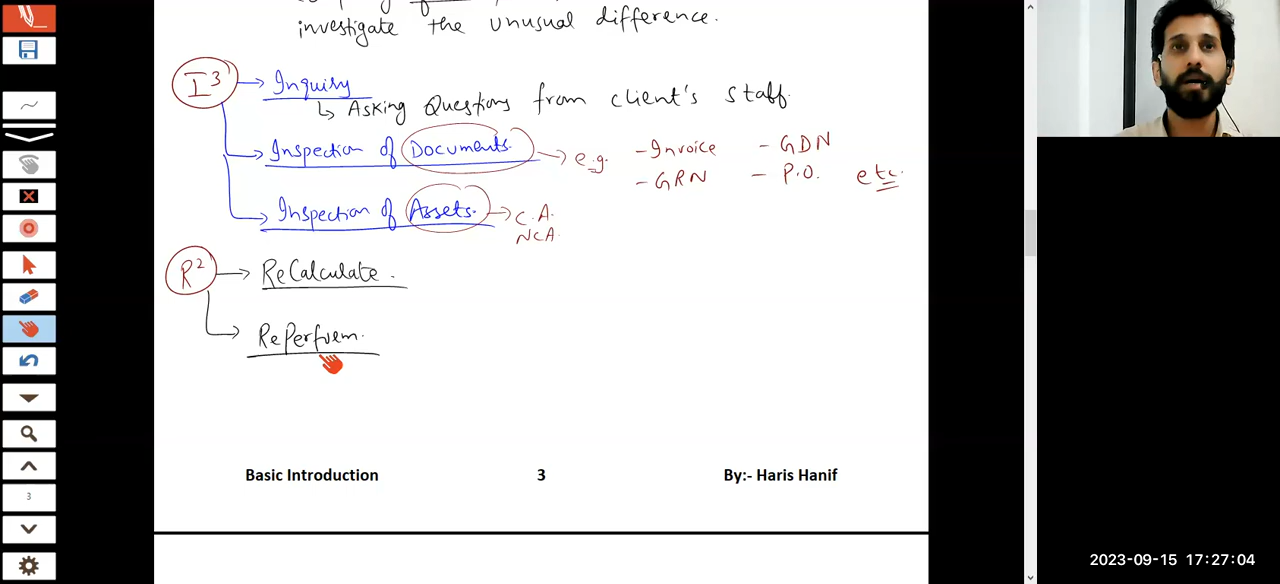 investigate the unusual difference.
I³ → Inquiry
↳ Asking Questions from client's staff.
→ Inspection of Documents. → e.g. - Invoice - GDN
- GRN - P.O. etc.
→ Inspection of Assets. → C.A.
NCA.
R² → ReCalculate.
→ RePerform.
3
Basic Introduction 3 By:- Haris Hanif
2023-09-15 17:27:04